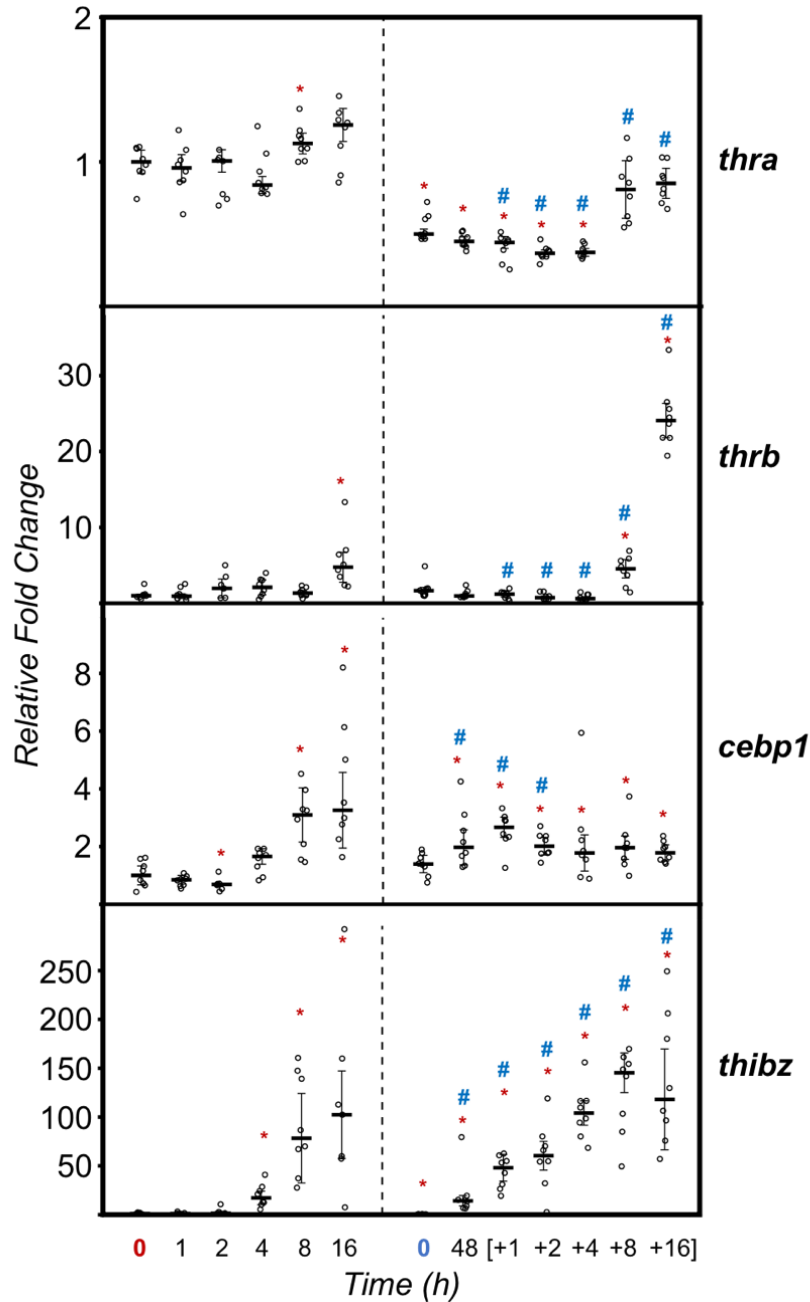 Relative Fold Change
2
1
thra
* * * * * * #
# # # # #
30
20
10
thrb
* * *
# # # # #
8
6
4
2
cebp1
* * * * * * * * *
# # #
250
200
150
100
50
thibz
* * * * * * * * * *
# # # # # #
0 1 2 4 8 16 0 48 [+1 +2 +4 +8 +16]
Time (h)